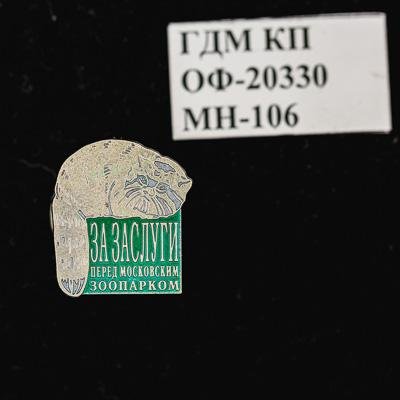 ГДМ КП
ОФ-20330
МН-106
ЗА ЗАСЛУГИ
ПЕРЕД МОСКОВСКИМ
ЗООПАРКОМ